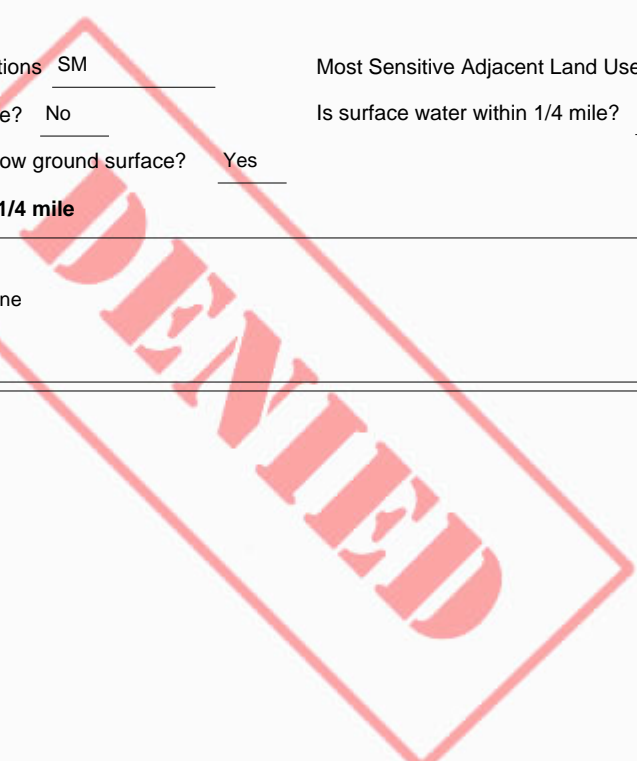 tions SM Most Sensitive Adjacent Land Use
e? No Is surface water within 1/4 mile?
ow ground surface? Yes
1/4 mile
ne
DENIED